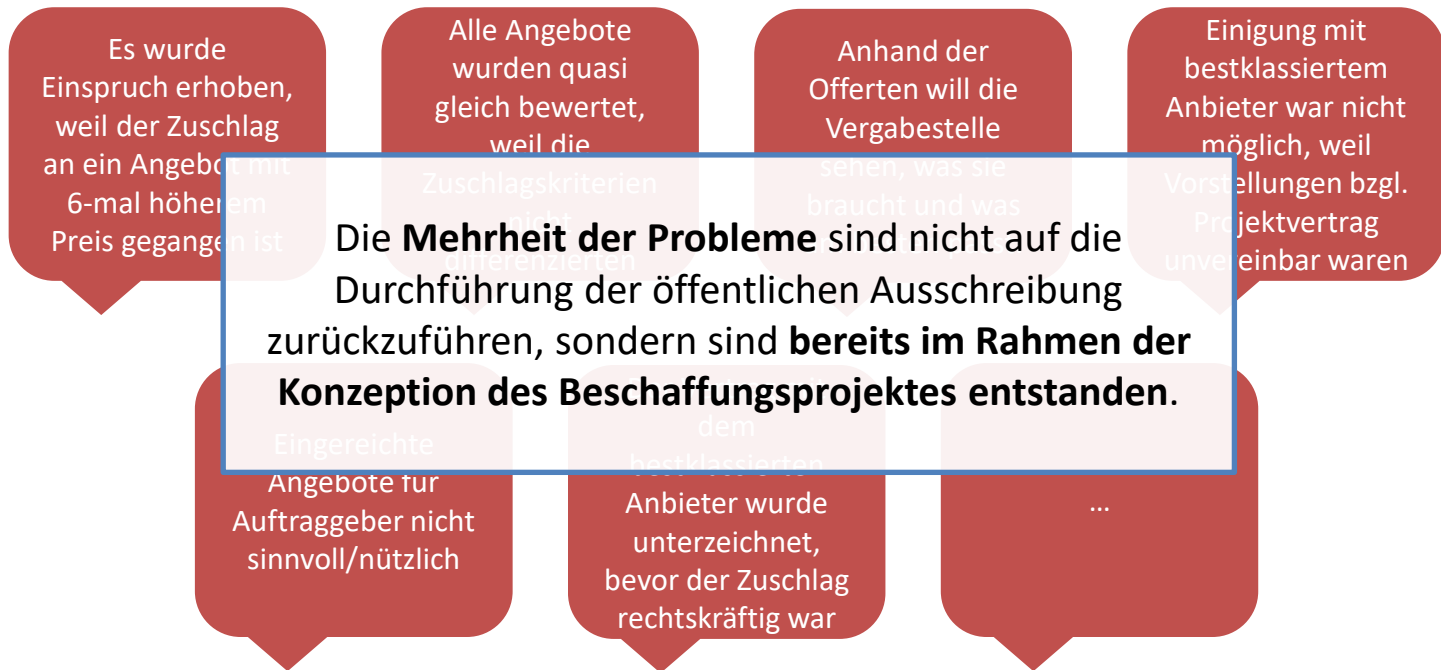 Es wurde
Einspruch erhoben,
weil der Zuschlag
an ein Angebot mit
6-mal höherem
Preis gegangen ist
Alle Angebote
wurden quasi
gleich bewertet,
weil die
Zuschlagskriterien
nicht
differenzierten
Anhand der
Offerten will die
Vergabestelle
sehen, was sie
braucht und was
Einigung mit
bestklassiertem
Anbieter war nicht
möglich, weil
Vorstellungen bzgl.
Projektvertrag
unvereinbar waren
Die Mehrheit der Probleme sind nicht auf die
Durchführung der öffentlichen Ausschreibung
zurückzuführen, sondern sind bereits im Rahmen der
Konzeption des Beschaffungsprojektes entstanden.
Eingereichte
Angebote für
Auftraggeber nicht
sinnvoll/nützlich
dem
bestklassierten
Anbieter wurde
unterzeichnet,
bevor der Zuschlag
rechtskräftig war
...